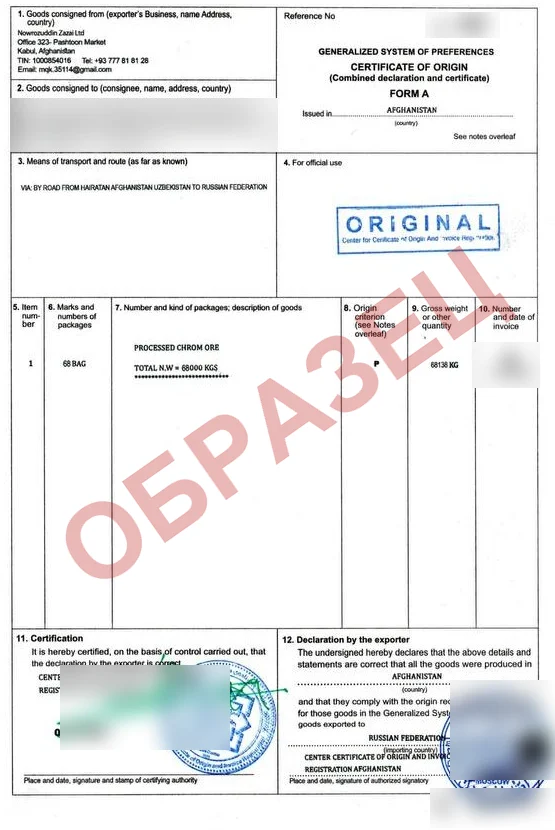 1. Goods consigned from (exporter's Business, name Address,
country)
Nowrozuddin Zazai Ltd
Office 323- Pashtoon Market
Kabul, Afghanistan
TIN: 1000854016 Tel: +93 777 81 81 28
Email: mqk.35114@gmail.com
2. Goods consigned to (consignee, name, address, country)
Reference No
GENERALIZED SYSTEM OF PREFERENCES
CERTIFICATE OF ORIGIN
(Combined declaration and certificate)
FORM A
Issued in AFGHANISTAN
(country)
See notes overleaf
3. Means of transport and route (as far as known)
VIA: BY ROAD FROM HAIRATAN AFGHANISTAN UZBEKISTAN TO RUSSIAN FEDERATION
4. For official use
ORIGINAL
Center for Certificate of Origin And Invoice
5. Item
num-
ber
6. Marks and
numbers of
packages
7. Number and kind of packages; description of goods
8. Origin
criterion
(see Notes
overleaf)
9. Gross weight
or other
quantity
10. Number
and date of
invoice
1
68 BAG
PROCESSED CHROM ORE
TOTAL N.W = 68000 KGS
****************************
P
68138 KG
ОБРАЗЕЦ
11. Certification
It is hereby certified, on the basis of control carried out, that
the declaration by the exporter is correct
Place and date, signature and stamp of certifying authority
12. Declaration by the exporter
The undersigned hereby declares that the above details and
statements are correct that all the goods were produced in
AFGHANISTAN
(country)
and that they comply with the origin
for those goods in the Generalized
goods exported to
RUSSIAN FEDERATION
(importing country)
CENTER CERTIFICATE OF ORIGIN AND
REGISTRATION AFGHANISTAN
Place and date, signature of authorized signatory
MOSCOW